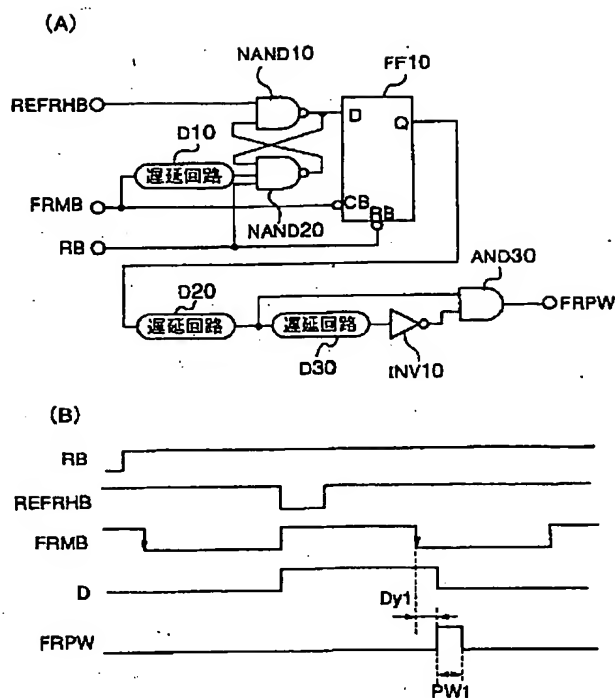 (A)
NAND10
FF10
REFRHB
D
Q
D10
遅延回路
FRMB
CB
NAND20
RB
RB
AND30
D20
FRPW
遅延回路
遅延回路
D30
INV10
(B)
RB
REFRHB
FRMB
D
Dy1
FRPW
PW1